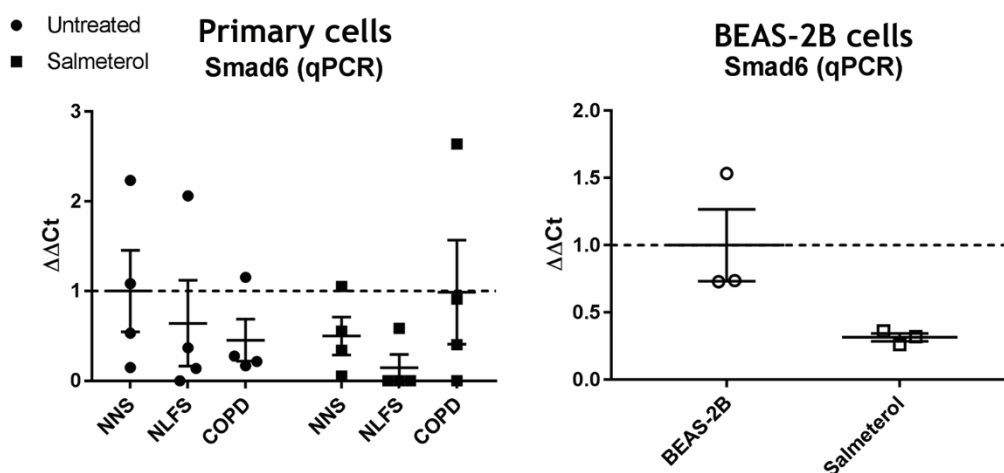 Untreated
Salmeterol
Primary cells
Smad6 (qPCR)
ΔΔCt
3
2
1
0
NNS
NLFS
COPD
NNS
NLFS
COPD
BEAS-2B cells
Smad6 (qPCR)
ΔΔCt
2.0
1.5
1.0
0.5
0.0
BEAS-2B
Salmeterol